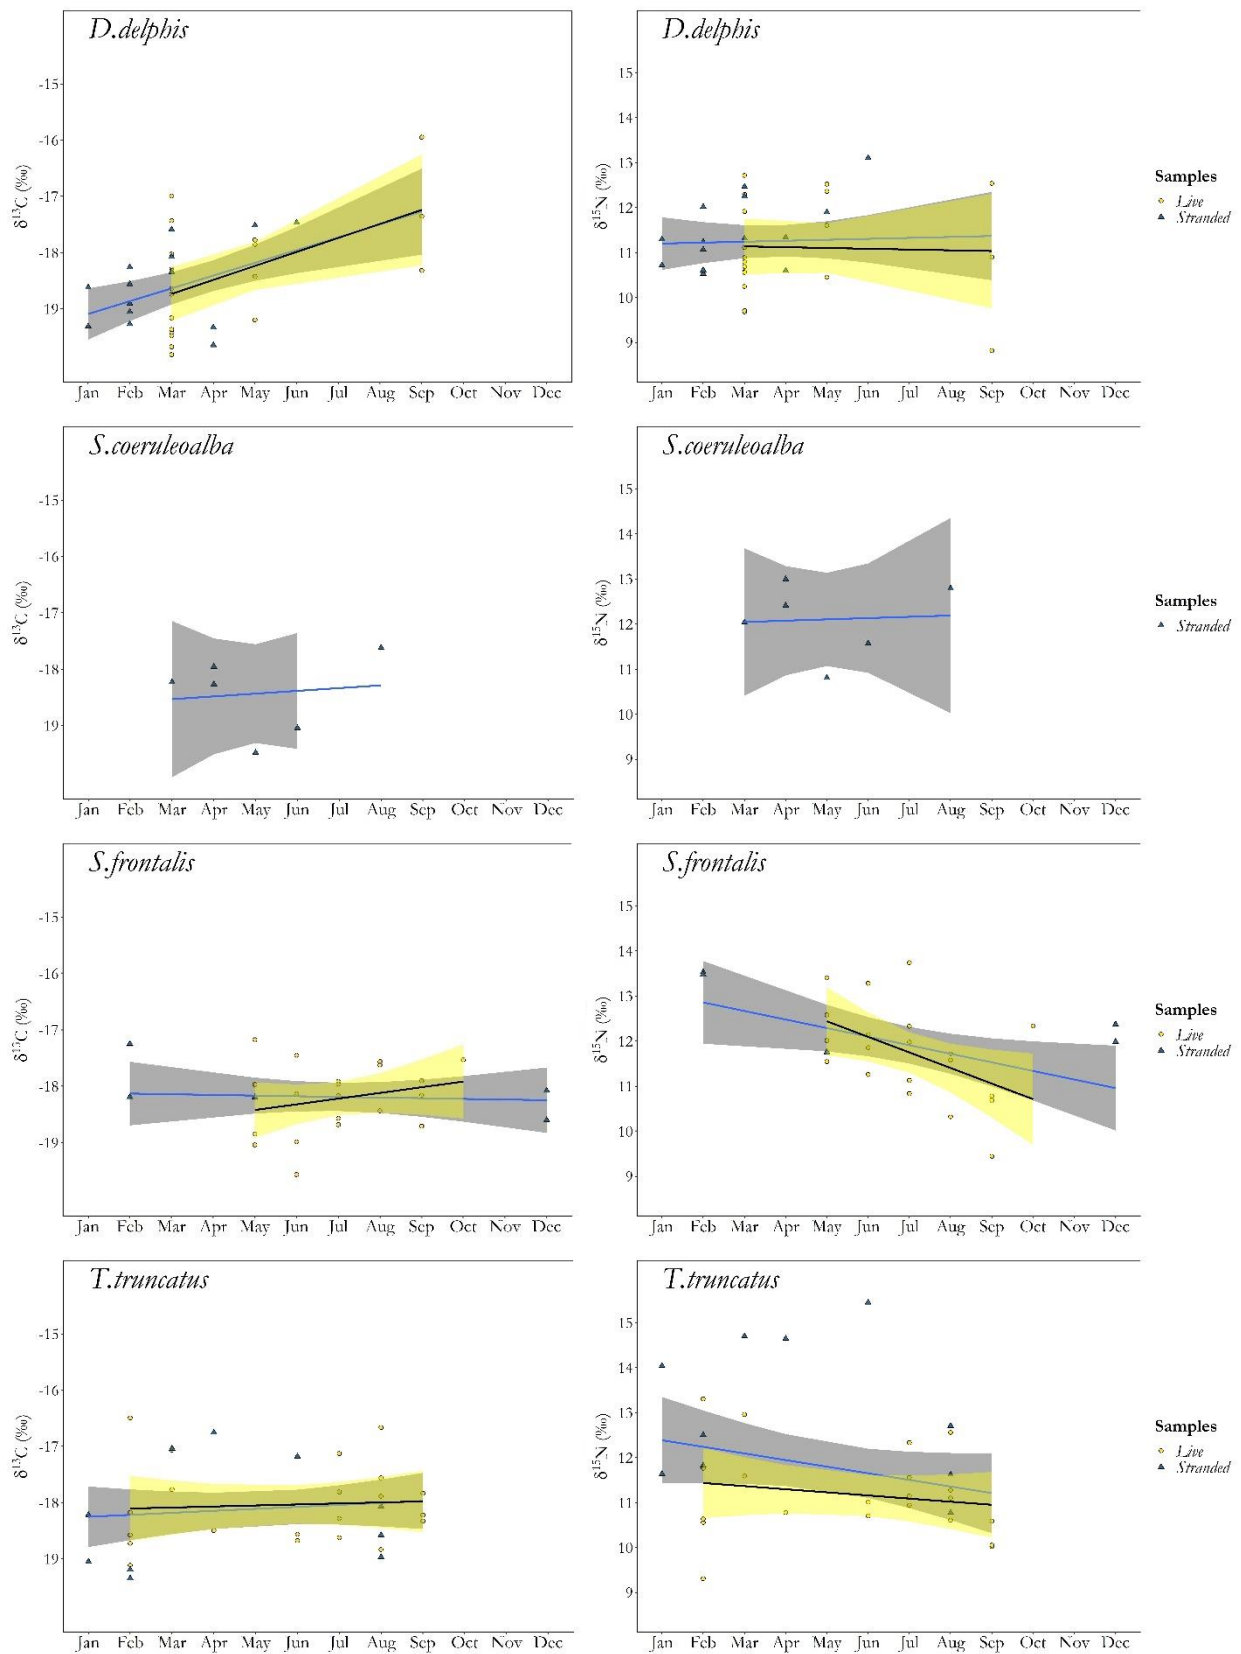 D.delphis
D.delphis
-15
-16
-17
-18
-19
δ¹³C (‰)
Jan Feb Mar Apr May Jun Jul Aug Sep Oct Nov Dec
15
14
13
12
11
10
9
δ¹⁵N (‰)
Jan Feb Mar Apr May Jun Jul Aug Sep Oct Nov Dec
Samples
Live
Stranded
S.coeruleoalba
S.coeruleoalba
-15
-16
-17
-18
-19
δ¹³C (‰)
Jan Feb Mar Apr May Jun Jul Aug Sep Oct Nov Dec
15
14
13
12
11
10
9
δ¹⁵N (‰)
Jan Feb Mar Apr May Jun Jul Aug Sep Oct Nov Dec
Samples
Stranded
S.frontalis
S.frontalis
-15
-16
-17
-18
-19
δ¹³C (‰)
Jan Feb Mar Apr May Jun Jul Aug Sep Oct Nov Dec
15
14
13
12
11
10
9
δ¹⁵N (‰)
Jan Feb Mar Apr May Jun Jul Aug Sep Oct Nov Dec
Samples
Live
Stranded
T.truncatus
T.truncatus
-15
-16
-17
-18
-19
δ¹³C (‰)
Jan Feb Mar Apr May Jun Jul Aug Sep Oct Nov Dec
15
14
13
12
11
10
9
δ¹⁵N (‰)
Jan Feb Mar Apr May Jun Jul Aug Sep Oct Nov Dec
Samples
Live
Stranded